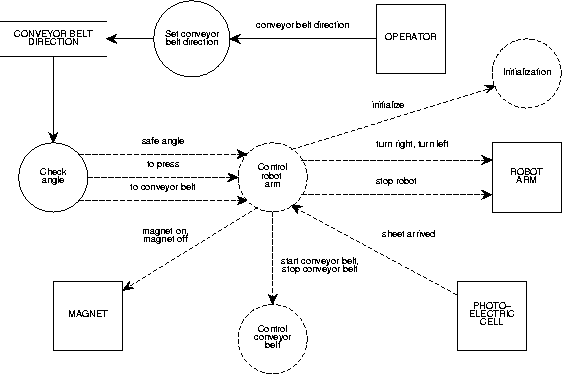 conveyor belt direction
CONVEYOR BELT
DIRECTION
Set conveyor
belt direction
OPERATOR
Initialization
initialize
safe angle
turn right, turn left
to press
Check
angle
Control
robot
arm
ROBOT
ARM
to conveyor belt
stop robot
magnet on,
magnet off
sheet arrived
start conveyor belt,
stop conveyor belt
MAGNET
PHOTO-
ELECTRIC
CELL
Control
conveyor
belt